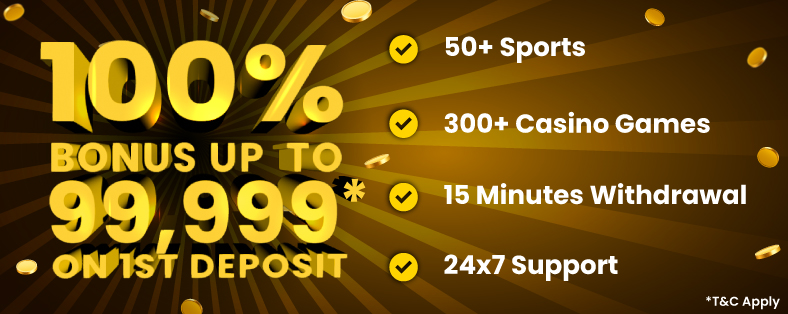 100%
BONUS UP TO
99,999*
ON 1ST DEPOSIT
50+ Sports
300+ Casino Games
15 Minutes Withdrawal
24x7 Support
*T&C Apply